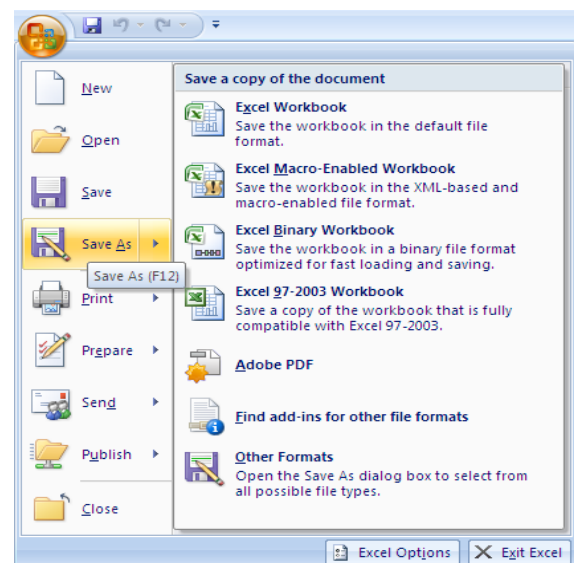 New
Open
Save
Save As
Save As (F12)
Print
Prepare
Send
Publish
Close
Save a copy of the document
Excel Workbook
Save the workbook in the default file
format.
Excel Macro-Enabled Workbook
Save the workbook in the XML-based and
macro-enabled file format.
Excel Binary Workbook
Save the workbook in a binary file format
optimized for fast loading and saving.
Excel 97-2003 Workbook
Save a copy of the workbook that is fully
compatible with Excel 97-2003.
Adobe PDF
Find add-ins for other file formats
Other Formats
Open the Save As dialog box to select from
all possible file types.
Excel Options
Exit Excel